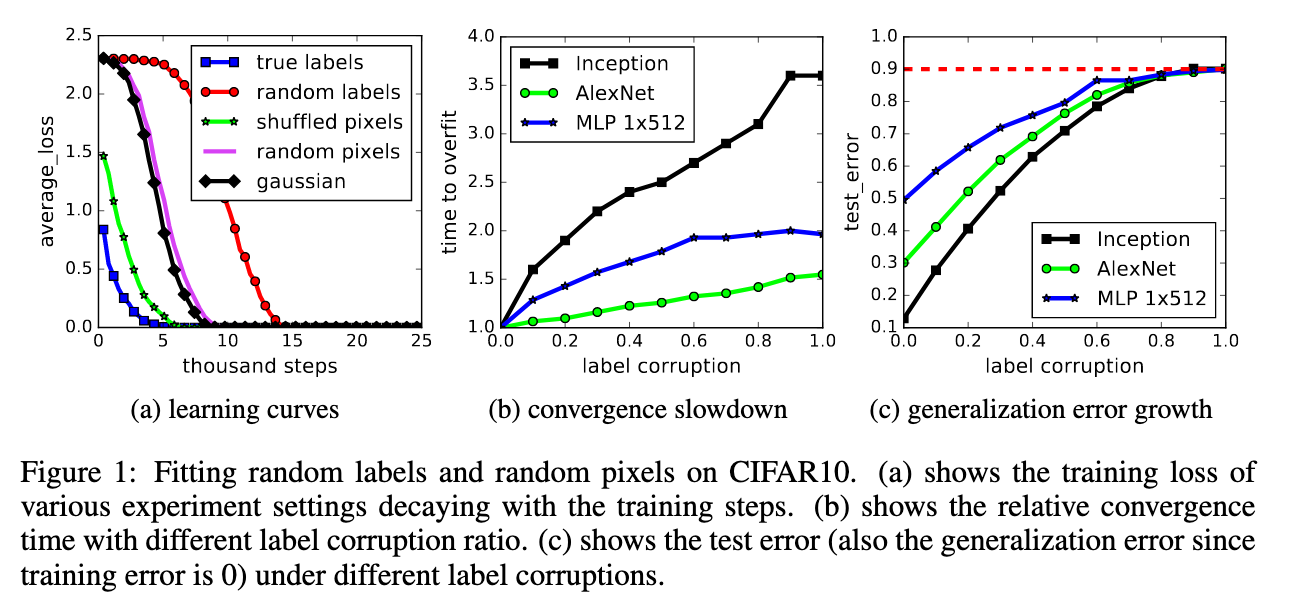 2.5
2.0
1.5
1.0
0.5
0.0
0
5
10
15
20
25
average_loss
thousand steps
true labels
random labels
shuffled pixels
random pixels
gaussian
(a) learning curves
4.0
3.5
3.0
2.5
2.0
1.5
1.0
0.0
0.2
0.4
0.6
0.8
1.0
time to overfit
label corruption
Inception
AlexNet
MLP 1x512
(b) convergence slowdown
1.0
0.9
0.8
0.7
0.6
0.5
0.4
0.3
0.2
0.1
0.0
0.2
0.4
0.6
0.8
1.0
test_error
label corruption
Inception
AlexNet
MLP 1x512
(c) generalization error growth
Figure 1: Fitting random labels and random pixels on CIFAR10. (a) shows the training loss of
various experiment settings decaying with the training steps. (b) shows the relative convergence
time with different label corruption ratio. (c) shows the test error (also the generalization error since
training error is 0) under different label corruptions.